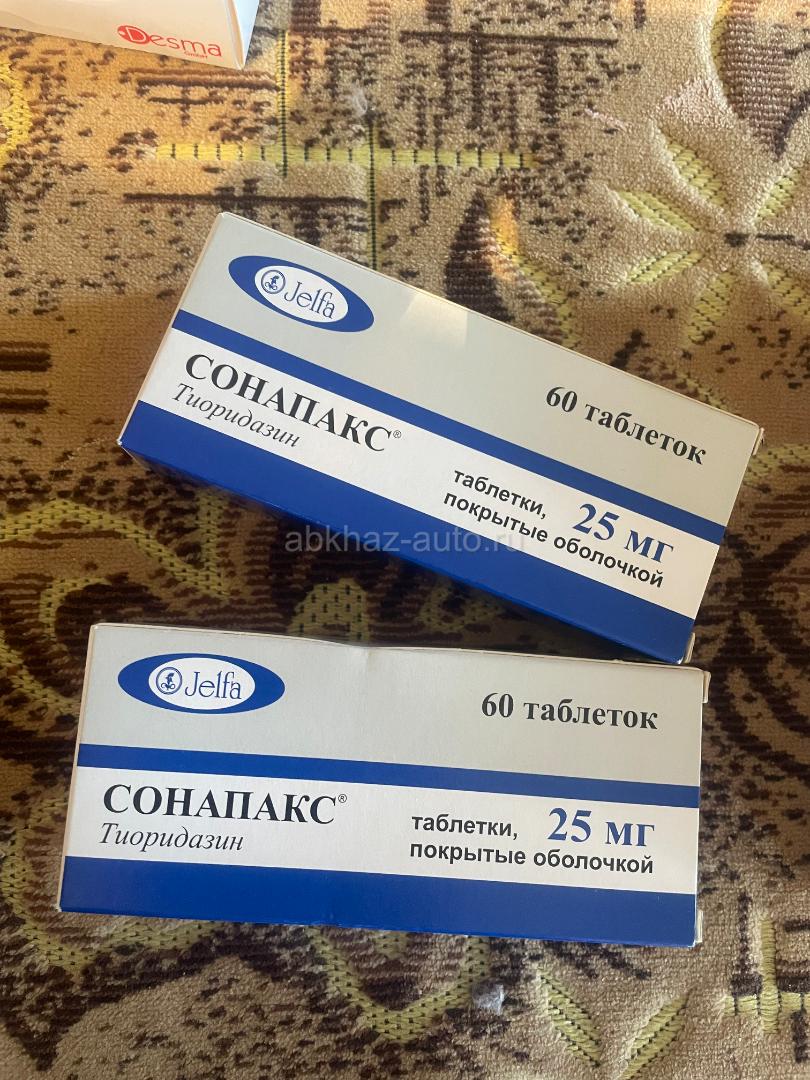 Desma
GmbH
Jelfa
60 таблеток
СОНАПАКС®
Тиоридазин
таблетки, 25 мг
покрытые оболочкой
abkhaz-auto.ru
Jelfa
60 таблеток
СОНАПАКС®
Тиоридазин
таблетки, 25 мг
покрытые оболочкой